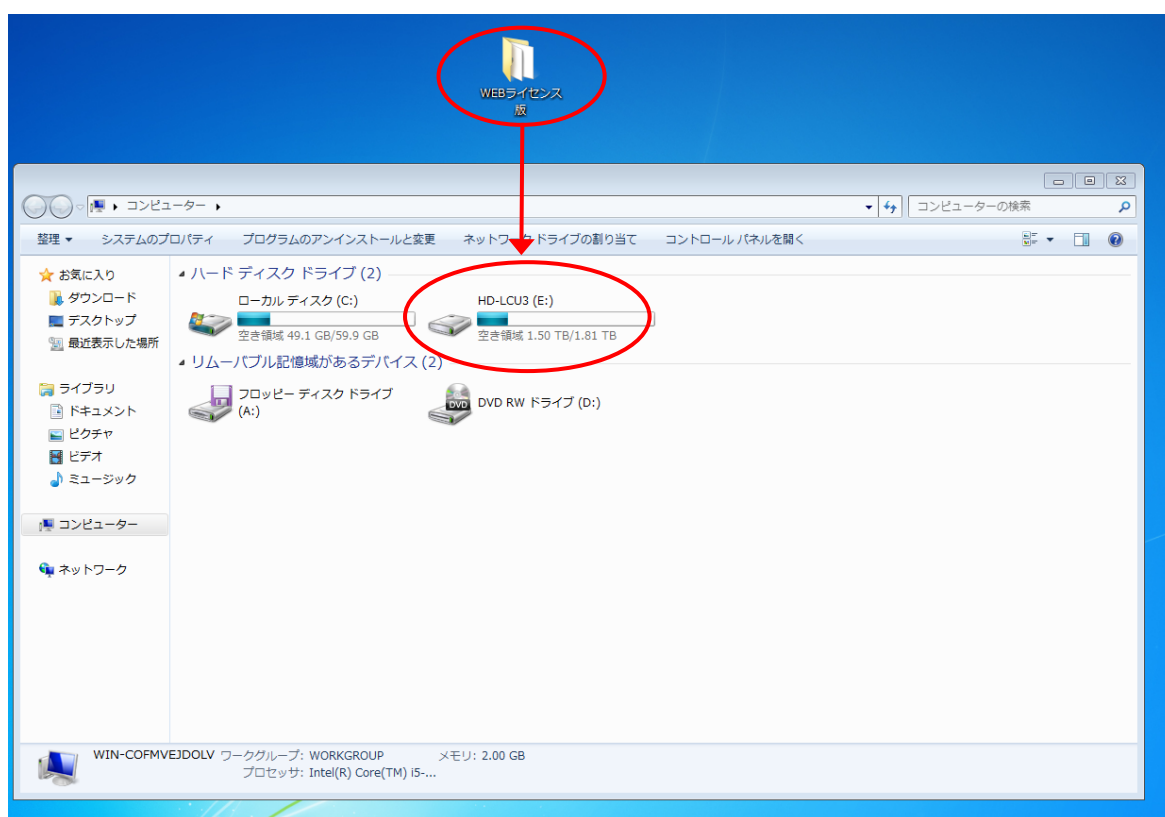 WEBライセンス
版
コンピューター
コンピューターの検索
整理 システムのプロパティ プログラムのアンインストールと変更 ネットワーク ドライブの割り当て コントロール パネルを開く
お気に入り
ダウンロード
デスクトップ
最近表示した場所
ライブラリ
ドキュメント
ピクチャ
ビデオ
ミュージック
コンピューター
ネットワーク
ハード ディスク ドライブ (2)
ローカル ディスク (C:)
空き領域 49.1 GB/59.9 GB
HD-LCU3 (E:)
空き領域 1.50 TB/1.81 TB
リムーバブル記憶域があるデバイス (2)
フロッピー ディスク ドライブ
(A:)
DVD
DVD RW ドライブ (D:)
WIN-COFMVEJDOLV ワークグループ: WORKGROUP メモリ: 2.00 GB
プロセッサ: Intel(R) Core(TM) i5-...